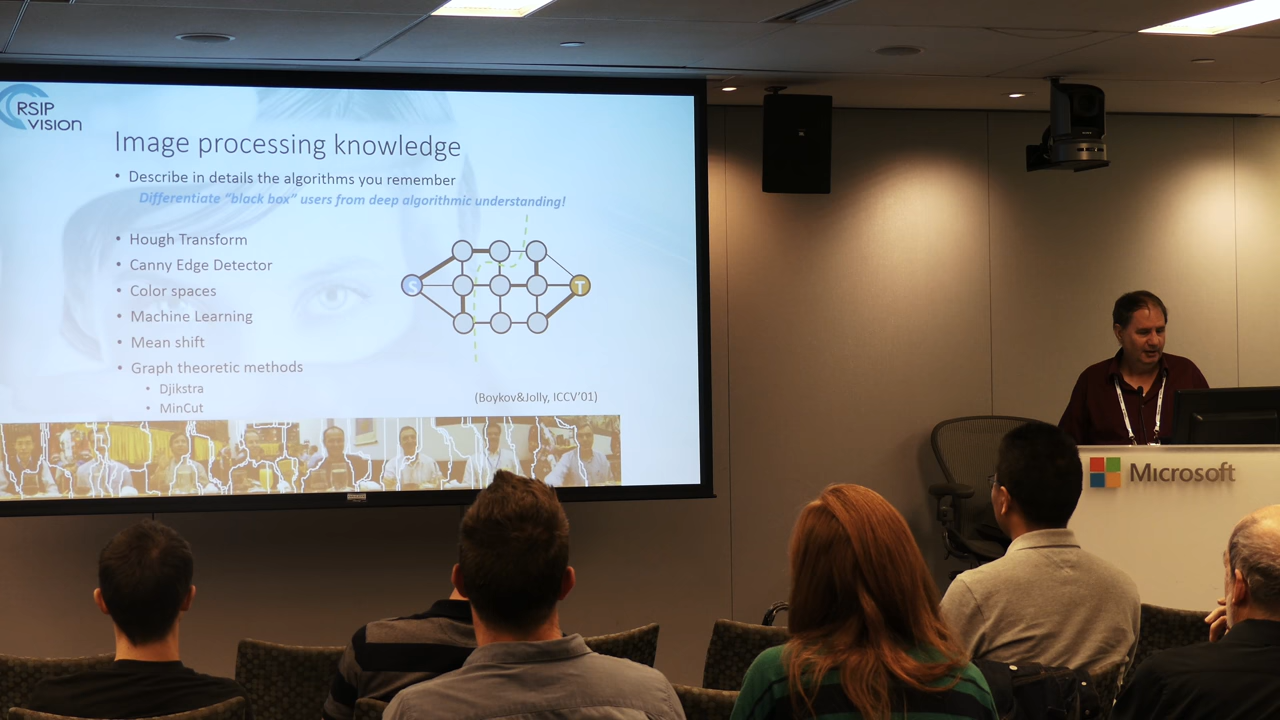 RSIP
VISION
Image processing knowledge
• Describe in details the algorithms you remember
Differentiate “black box” users from deep algorithmic understanding!
• Hough Transform
• Canny Edge Detector
• Color spaces
• Machine Learning
• Mean shift
• Graph theoretic methods
• Djikstra
• MinCut
S
T
(Boykov&Jolly, ICCV'01)
Microsoft